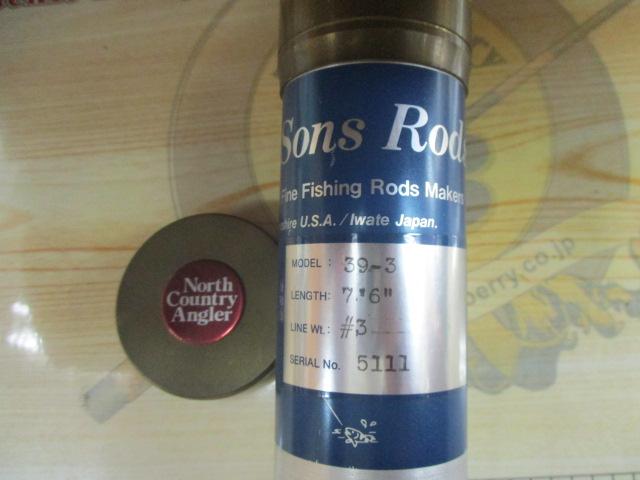 Sons Rods
Fine Fishing Rods Makers
shire U.S.A. / Iwate Japan.
MODEL : 39-3
LENGTH: 7'6"
LINE Wt.: #3
SERIAL No. 5111
North
Country
Angler
berry.co.jp